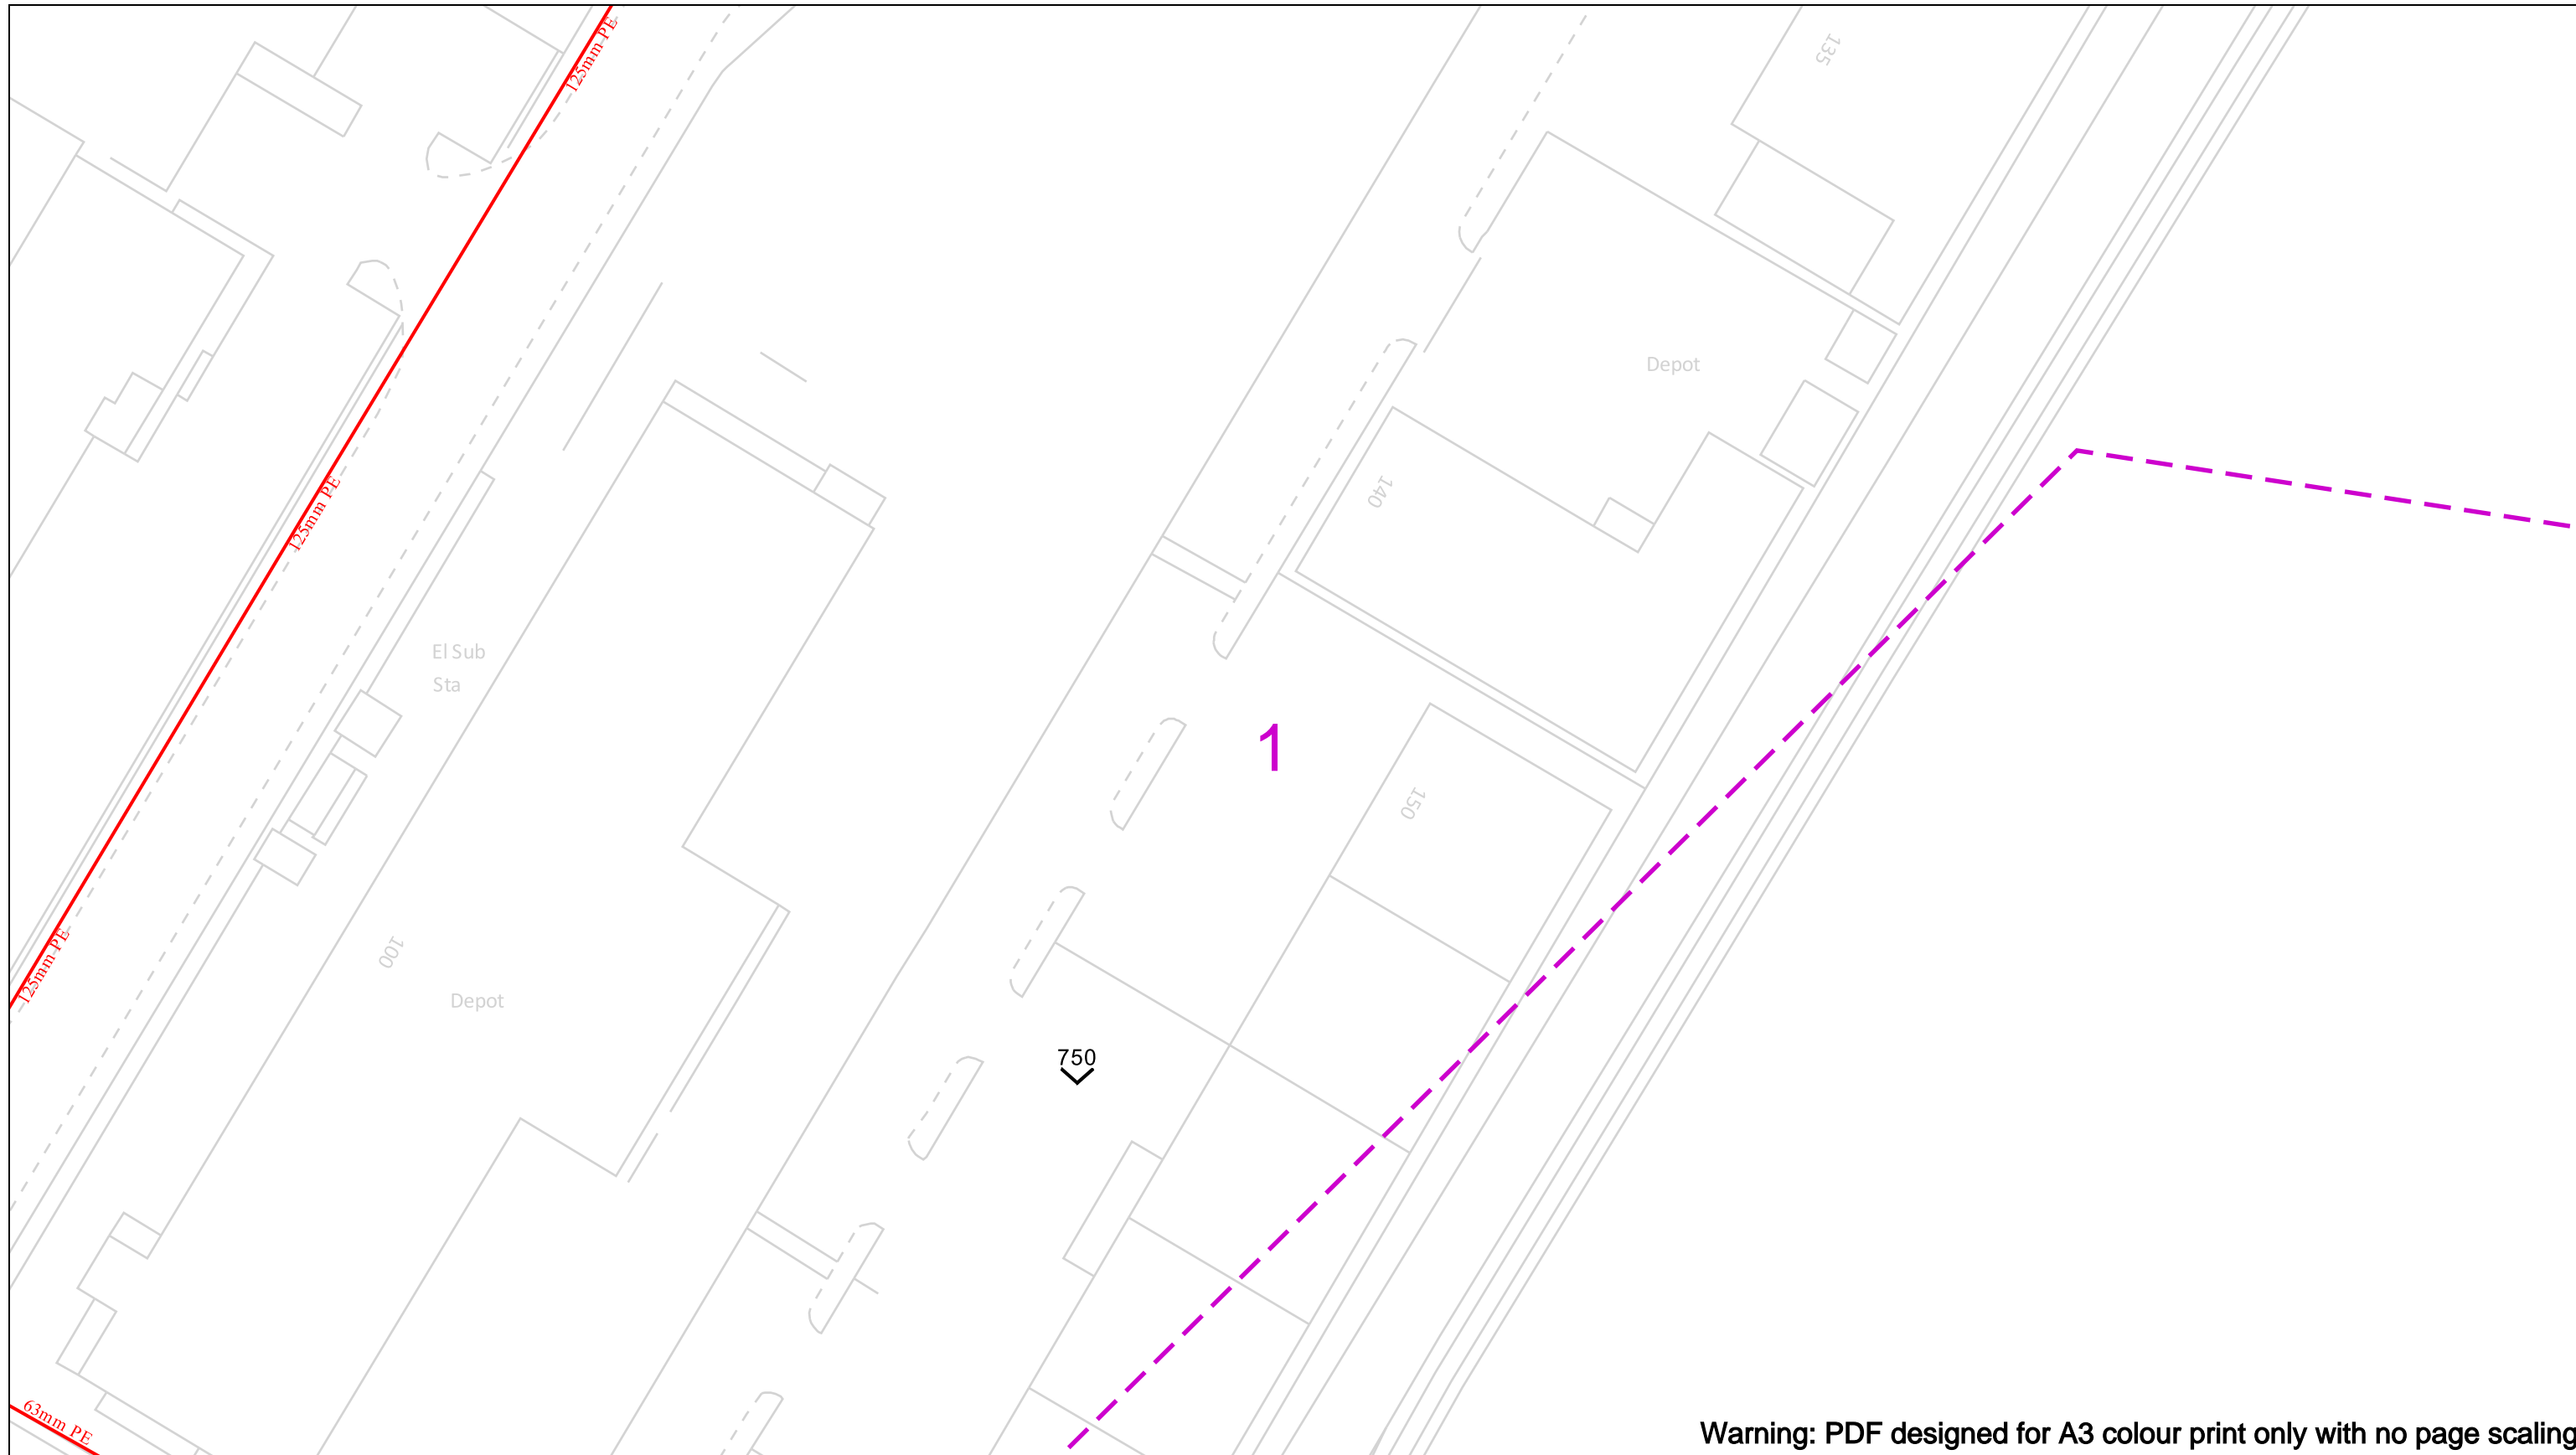 125mm PE
135
Depot
125mm PE
140
El Sub
Sta
1
150
125mm PE
100
Depot
750
63mm PE
Warning: PDF designed for A3 colour print only with no page scaling